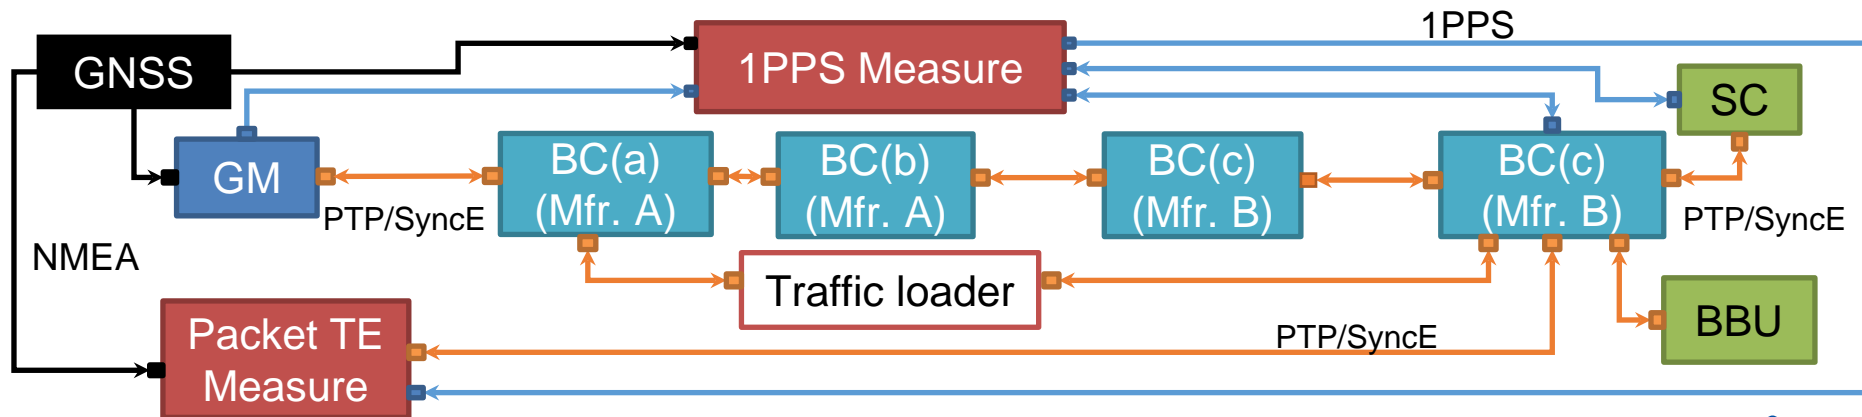 1PPS
GNSS
1PPS Measure
SC
GM
BC(a)
(Mfr. A)
BC(b)
(Mfr. A)
BC(c)
(Mfr. B)
BC(c)
(Mfr. B)
PTP/SyncE
PTP/SyncE
NMEA
Traffic loader
BBU
Packet TE
Measure
PTP/SyncE